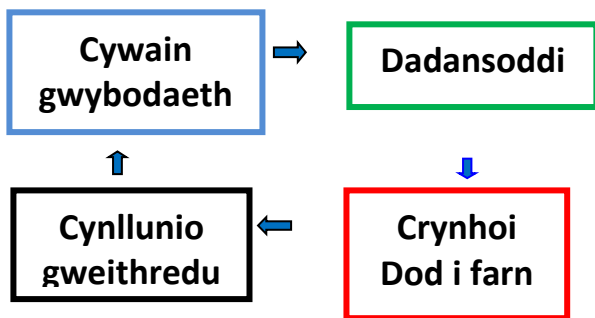 Cywain
gwybodaeth
Dadansoddi
Crynhoi
Dod i farn
Cynllunio
gweithredu